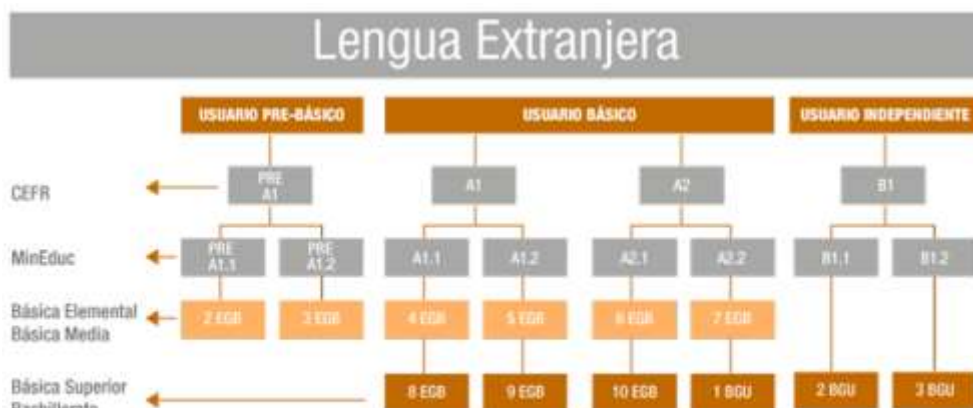 Lengua Extranjera
USUARIO PRE-BÁSICO USUARIO BÁSICO USUARIO INDEPENDIENTE
CEFR PRE A1 A1 A2 B1
MinEduc PRE A1.1 PRE A1.2 A1.1 A1.2 A2.1 A2.2 B1.1 B1.2
Básica Elemental
Básica Media
2 EGB 3 EGB 4 EGB 5 EGB 6 EGB 7 EGB
Básica Superior
Bachillerato
8 EGB 9 EGB 10 EGB 1 BGU 2 BGU 3 BGU